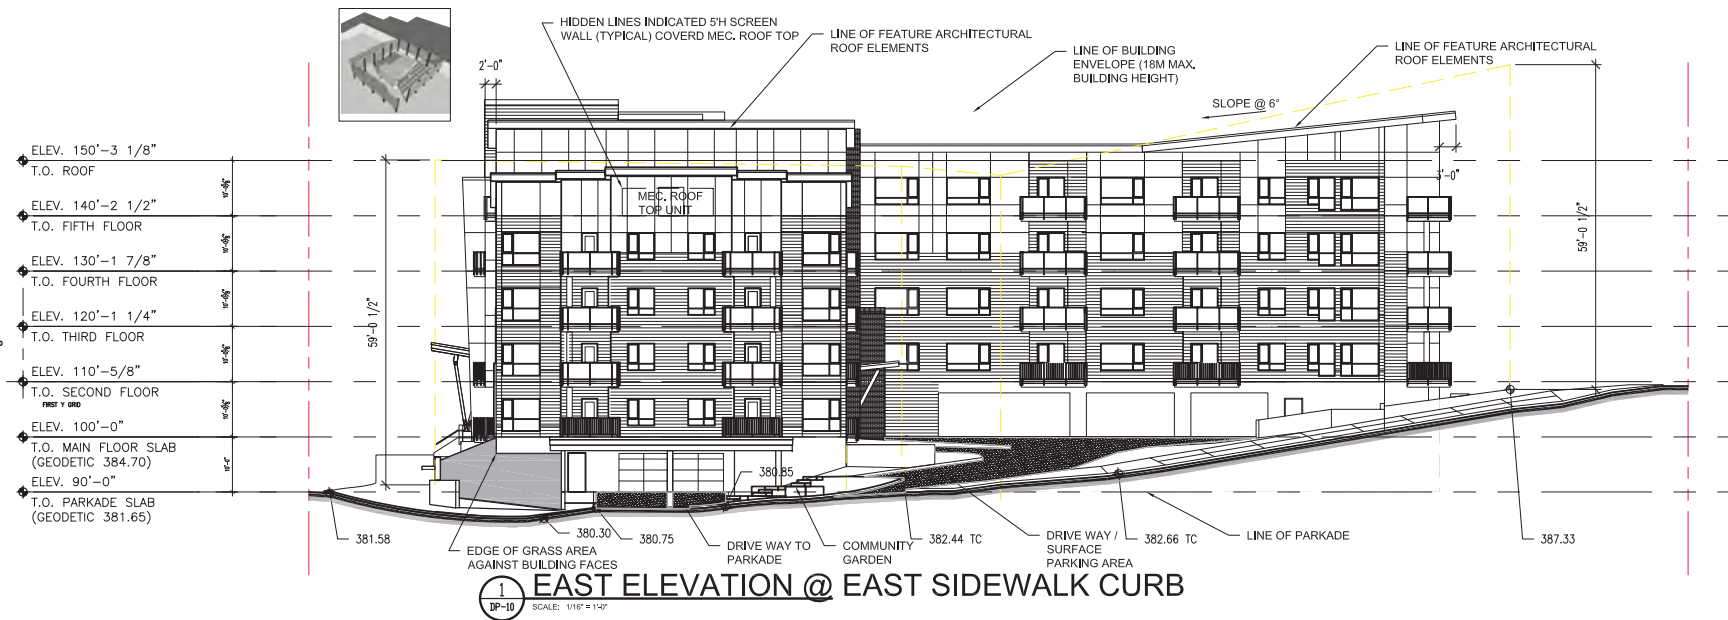 HIDDEN LINES INDICATED 5'H SCREEN
WALL (TYPICAL) COVERD MEC. ROOF TOP
LINE OF FEATURE ARCHITECTURAL
ROOF ELEMENTS
LINE OF BUILDING
ENVELOPE (18M MAX.
BUILDING HEIGHT)
LINE OF FEATURE ARCHITECTURAL
ROOF ELEMENTS
2'-0"
SLOPE @ 6°
3'-0"
59'-0 1/2"
59'-0 1/2"
MEC. ROOF
TOP UNIT
ELEV. 150'-3 1/8"
T.O. ROOF
ELEV. 140'-2 1/2"
T.O. FIFTH FLOOR
ELEV. 130'-1 7/8"
T.O. FOURTH FLOOR
ELEV. 120'-1 1/4"
T.O. THIRD FLOOR
ELEV. 110'-5/8"
T.O. SECOND FLOOR
FIRST Y GRID
ELEV. 100'-0"
T.O. MAIN FLOOR SLAB
(GEODETIC 384.70)
ELEV. 90'-0"
T.O. PARKADE SLAB
(GEODETIC 381.65)
10'-0"
380.85
381.58
380.30
380.75
EDGE OF GRASS AREA
AGAINST BUILDING FACES
DRIVE WAY TO
PARKADE
COMMUNITY
GARDEN
382.44 TC
DRIVE WAY /
SURFACE
PARKING AREA
382.66 TC
LINE OF PARKADE
387.33
1
DP-10
EAST ELEVATION @ EAST SIDEWALK CURB
SCALE: 1/16" = 1'-0"